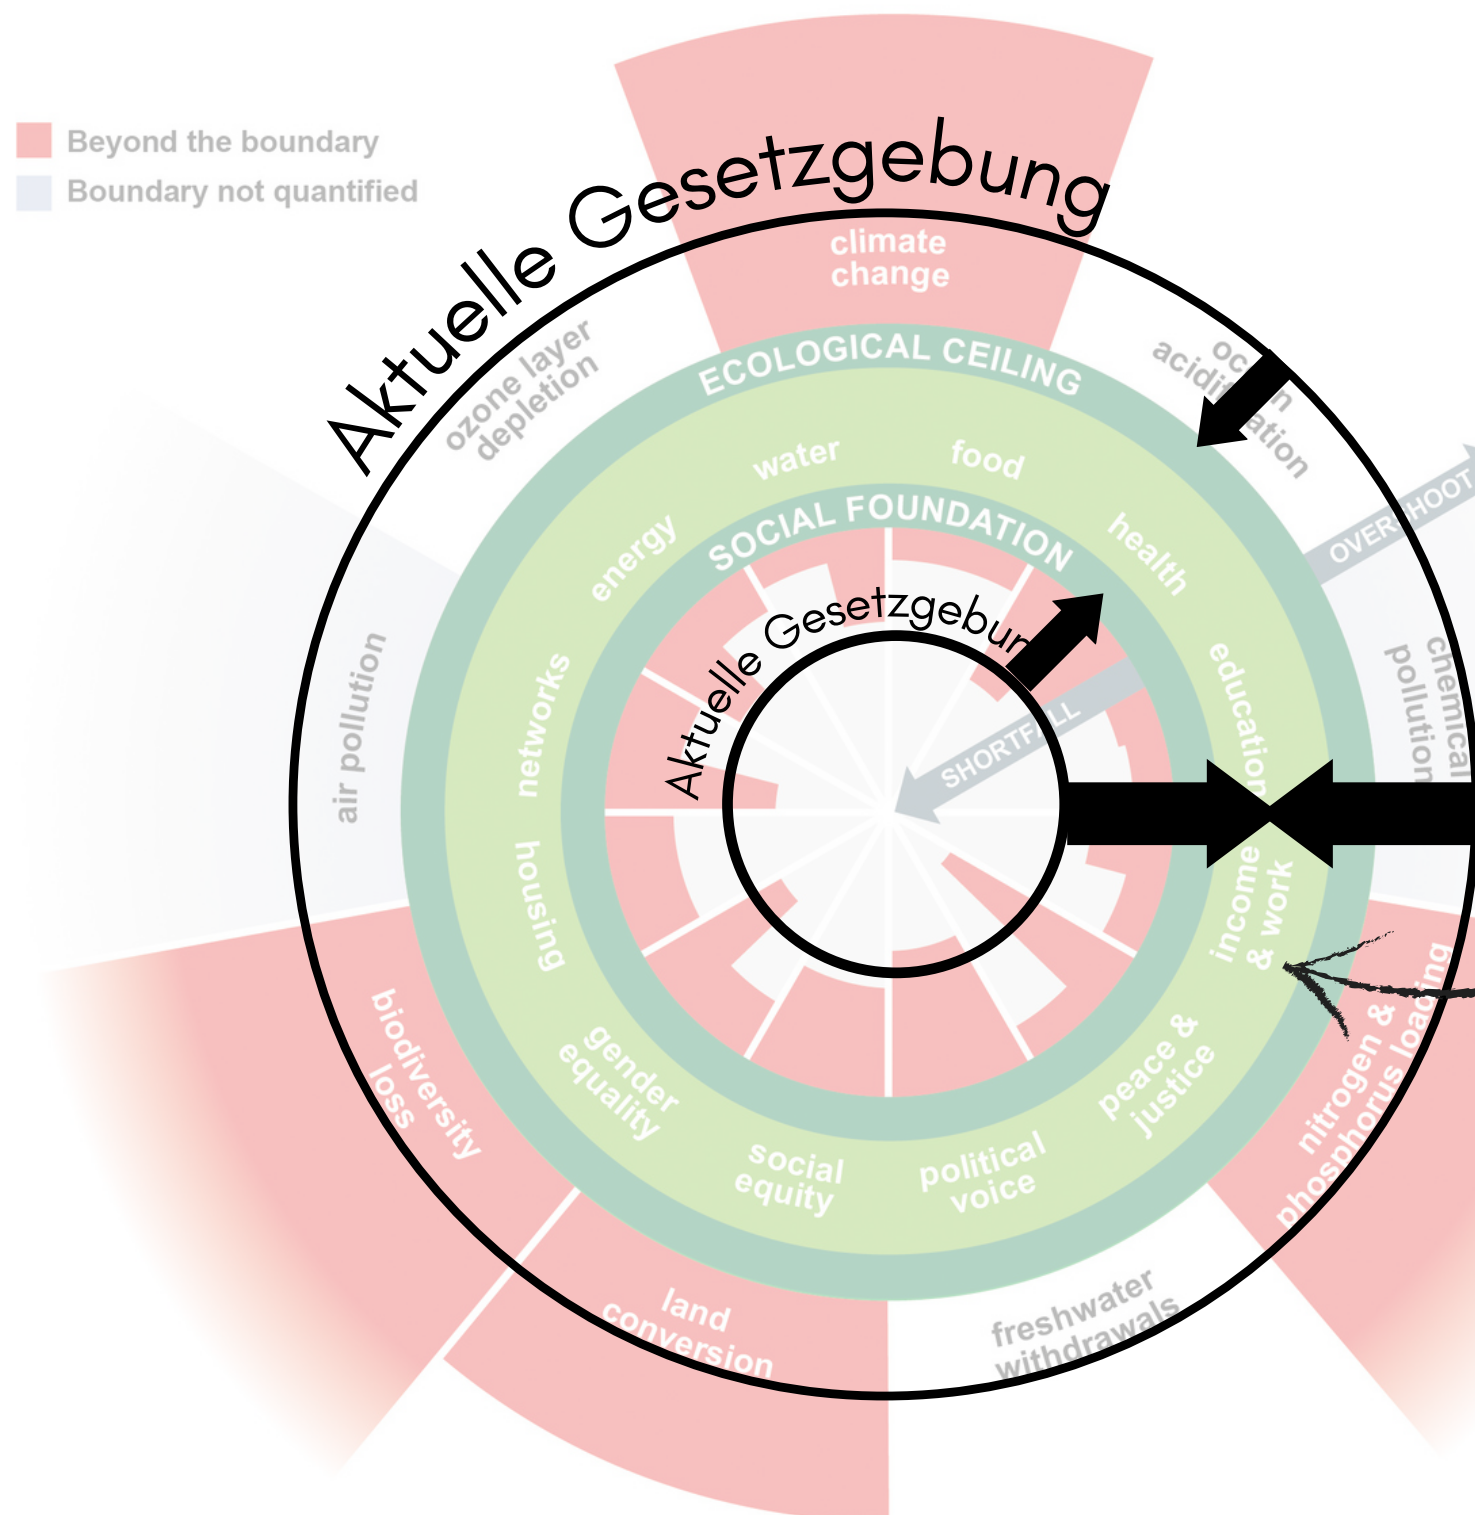 Beyond the boundary
Boundary not quantified
Aktuelle Gesetzgebung
climate
change
ozone layer
depletion
acidification
ECOLOGICAL CEILING
water
food
energy
health
SOCIAL FOUNDATION
OVERSHOOT
Aktuelle Gesetzgebung
networks
education
air pollution
chemical
pollution
SHORTFALL
housing
income
& work
biodiversity
loss
nitrogen &
phosphorus loading
gender
equality
peace &
justice
social
equity
political
voice
land
conversion
freshwater
withdrawals